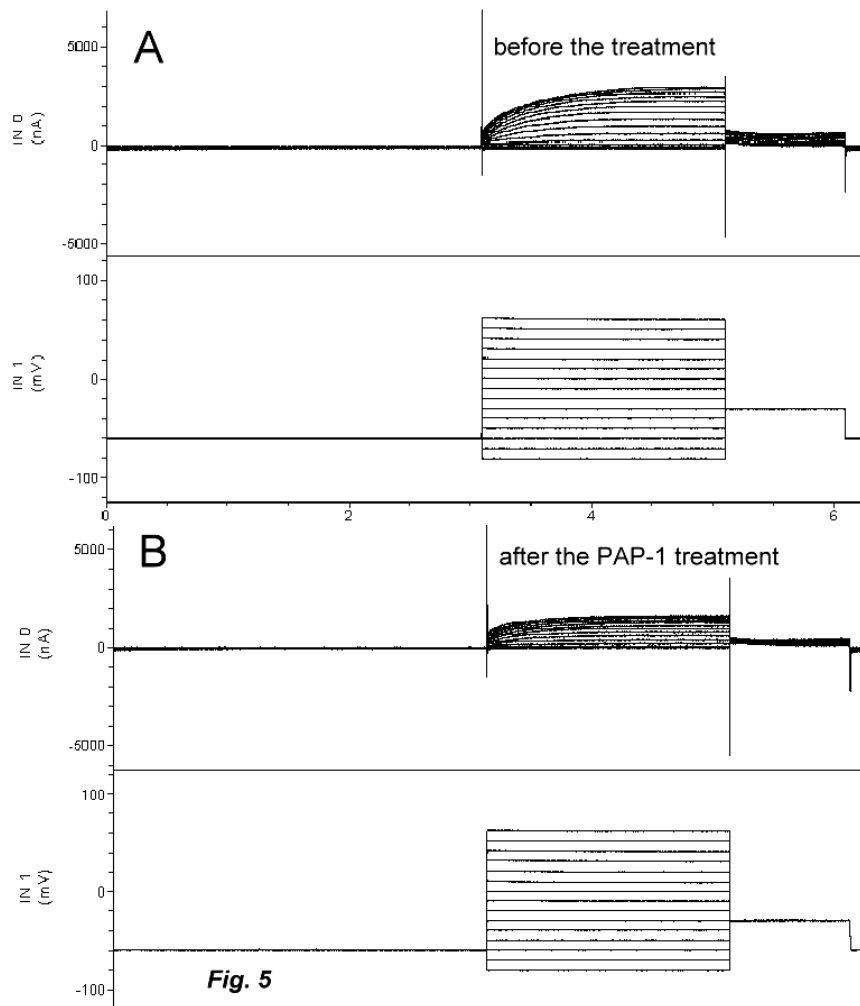 A
before the treatment
5000
0
-5000
IN 0
(nA)
100
0
-100
IN 1
(mV)
0
2
4
6
B
after the PAP-1 treatment
5000
0
-5000
IN 0
(nA)
100
0
-100
IN 1
(mV)
Fig. 5